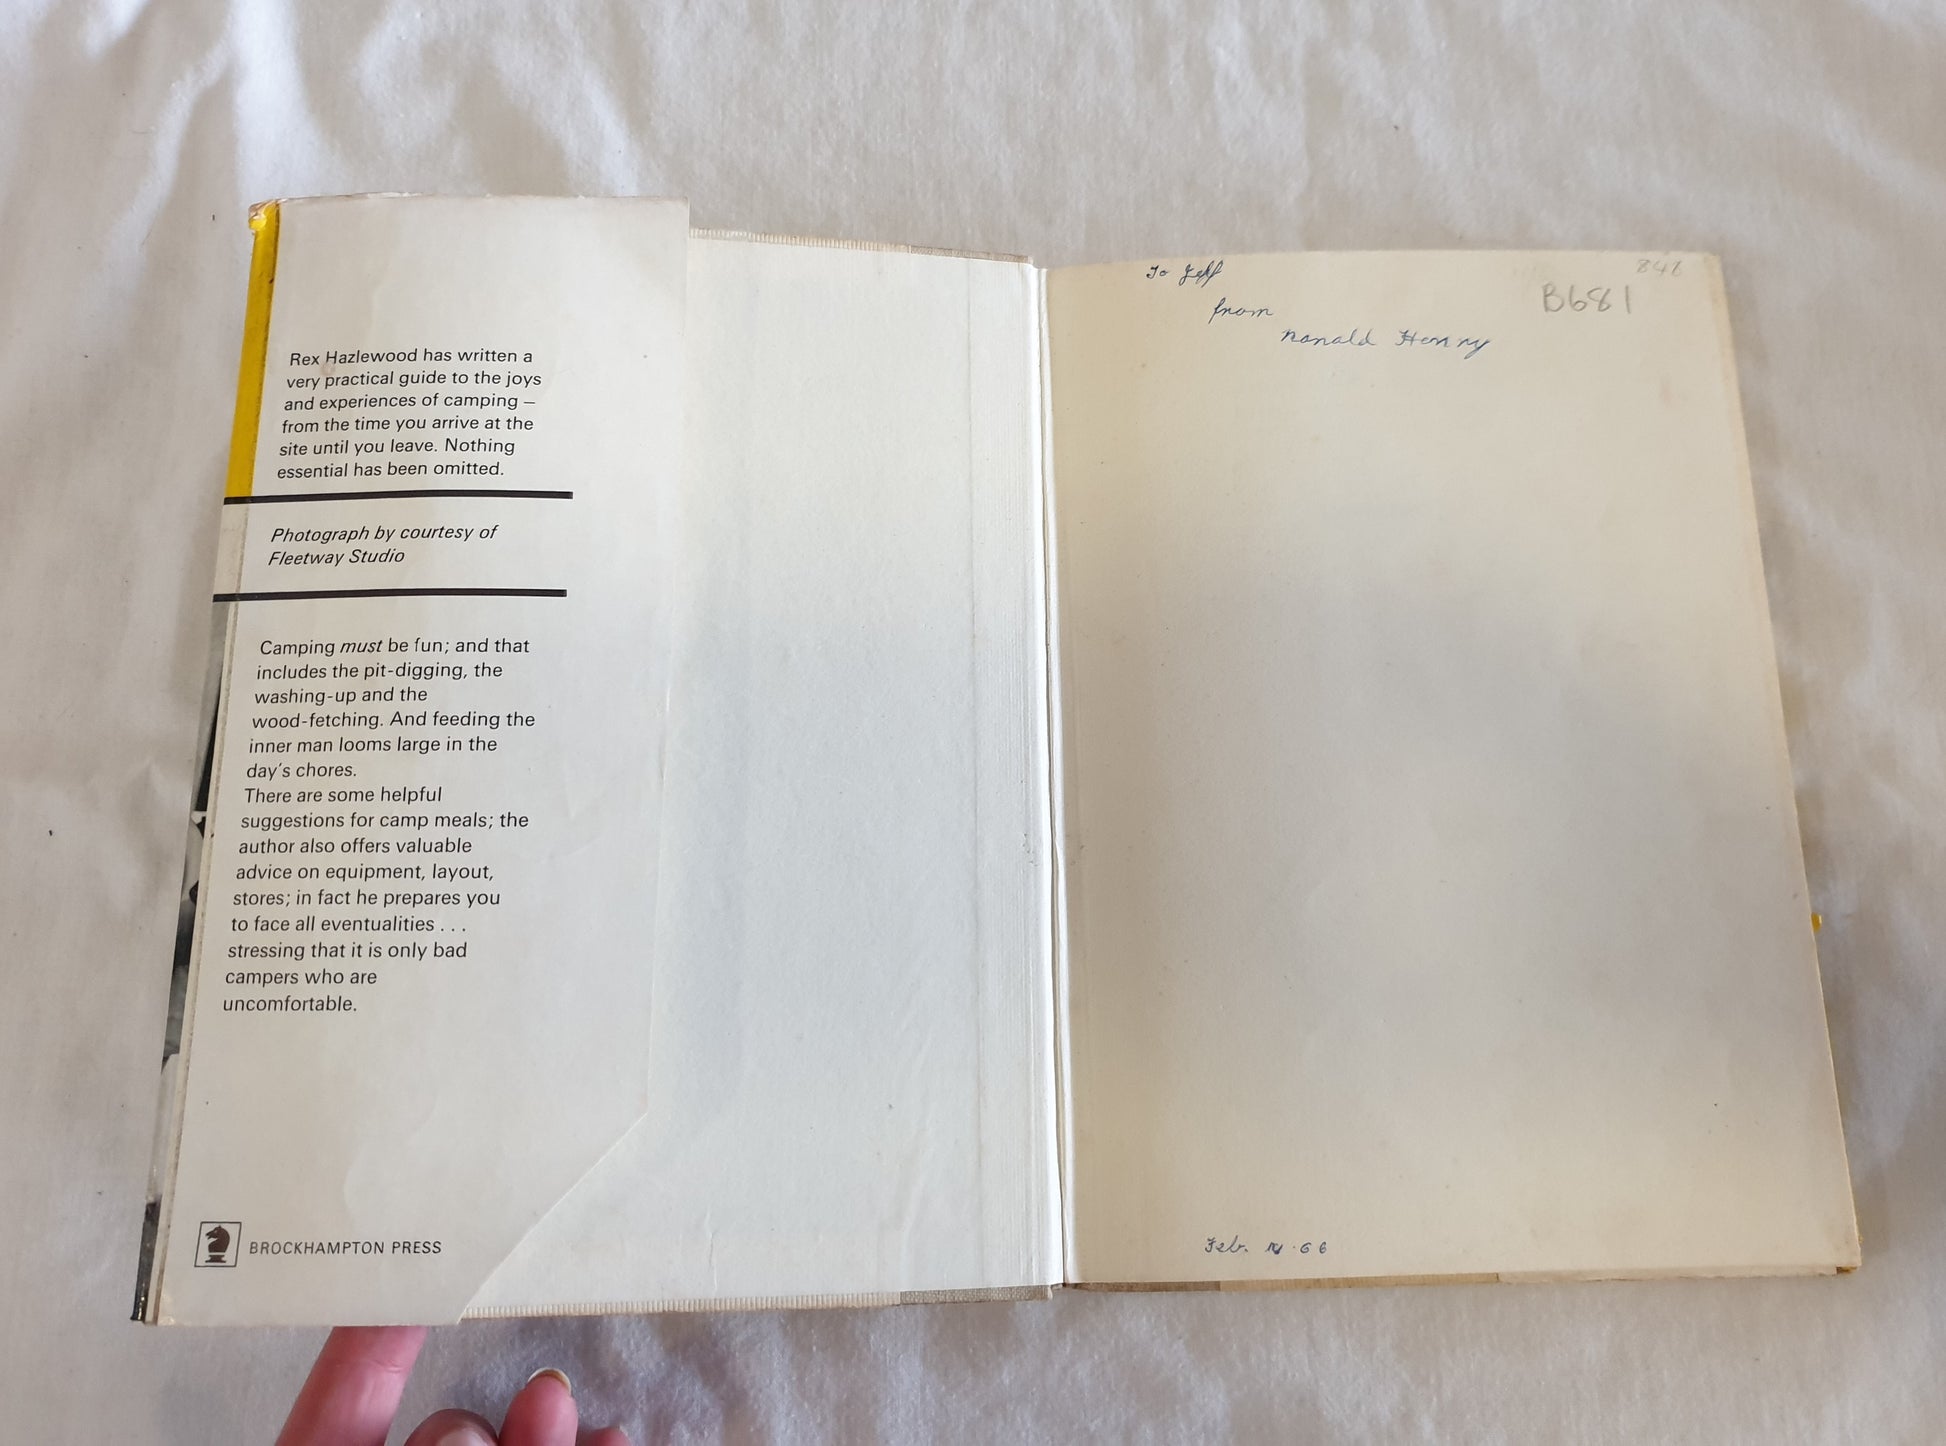 Rex Hazlewood has written a
very practical guide to the joys
and experiences of camping –
from the time you arrive at the
site until you leave. Nothing
essential has been omitted.
Photograph by courtesy of
Fleetway Studio
Camping must be fun; and that
includes the pit-digging, the
washing-up and the
wood-fetching. And feeding the
inner man looms large in the
day's chores.
There are some helpful
suggestions for camp meals; the
author also offers valuable
advice on equipment, layout,
stores; in fact he prepares you
to face all eventualities . . .
stressing that it is only bad
campers who are
uncomfortable.
BROCKHAMPTON PRESS
To Jeff
from
Ronald Henry
B681
Feb. 66